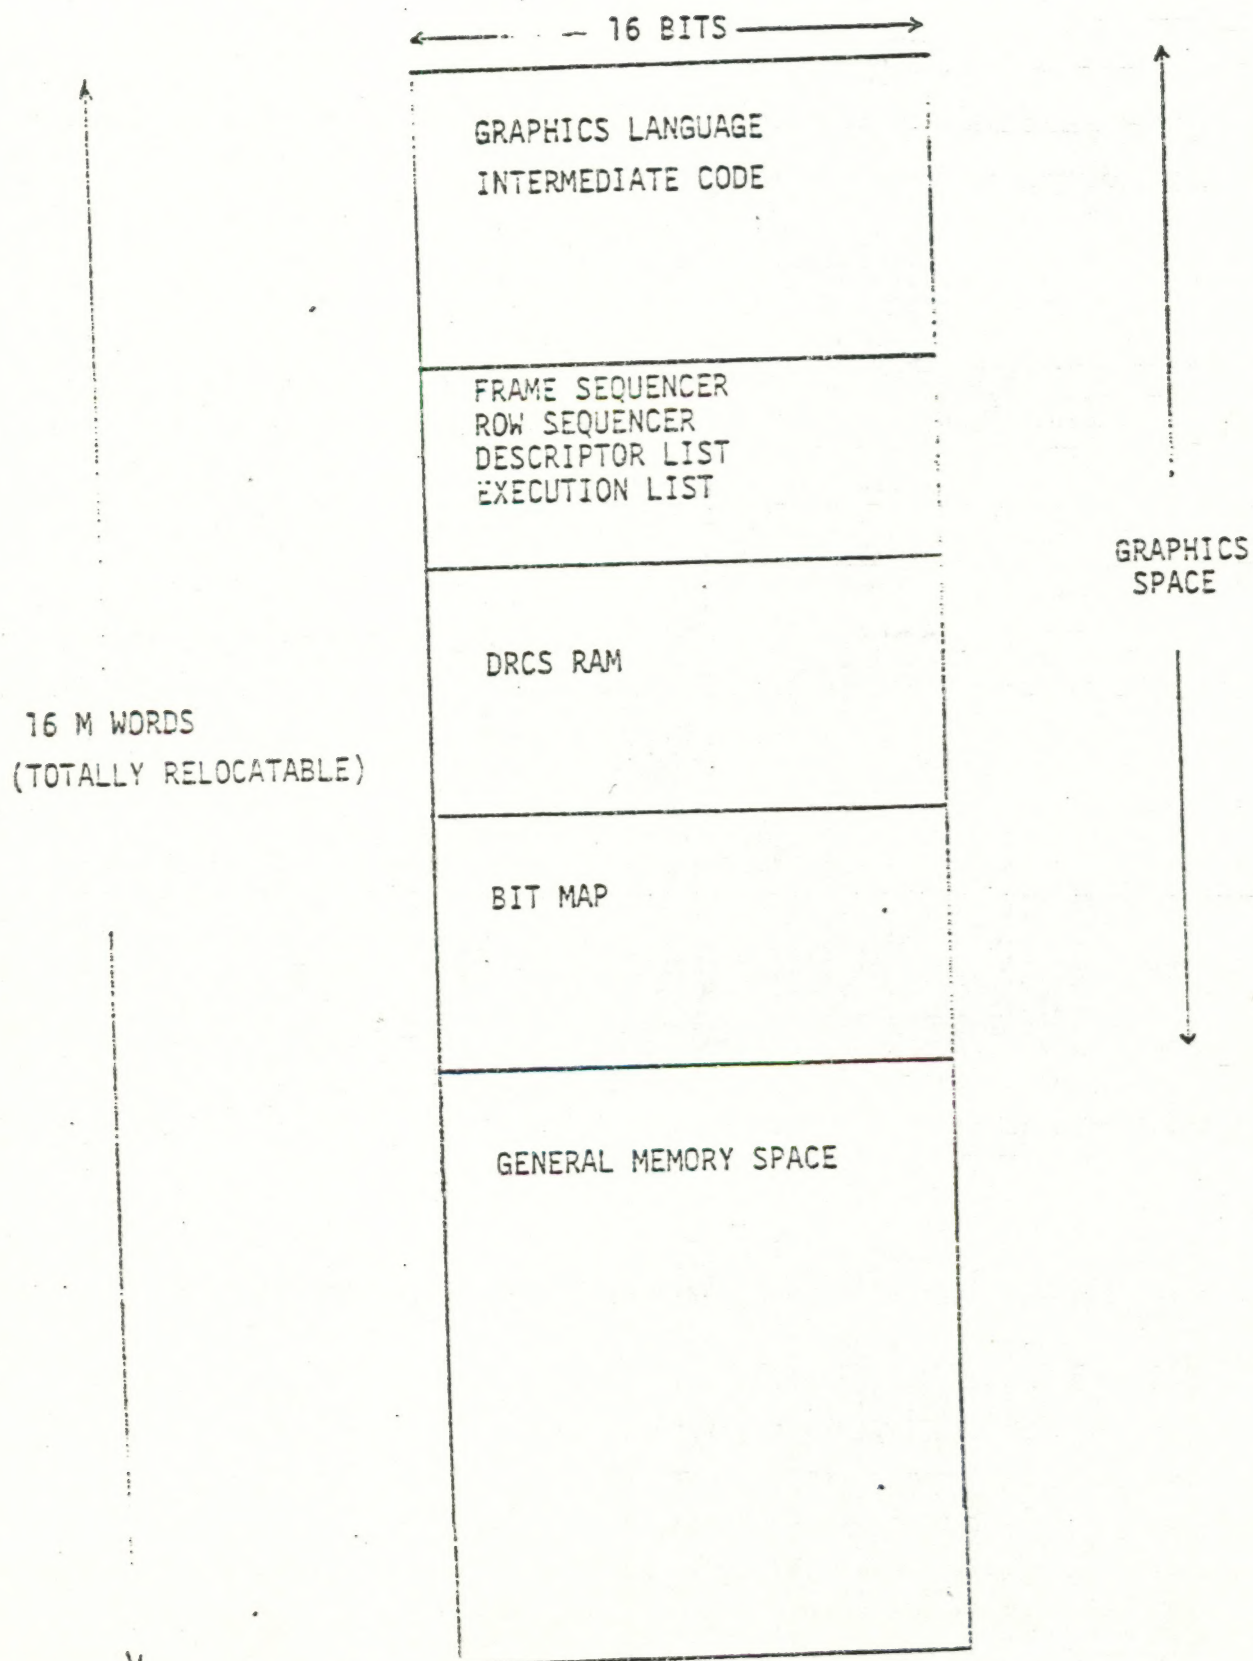 16 BITS
GRAPHICS LANGUAGE
INTERMEDIATE CODE
FRAME SEQUENCER
ROW SEQUENCER
DESCRIPTOR LIST
EXECUTION LIST
GRAPHICS
SPACE
DRCS RAM
16 M WORDS
(TOTALLY RELOCATABLE)
BIT MAP
GENERAL MEMORY SPACE